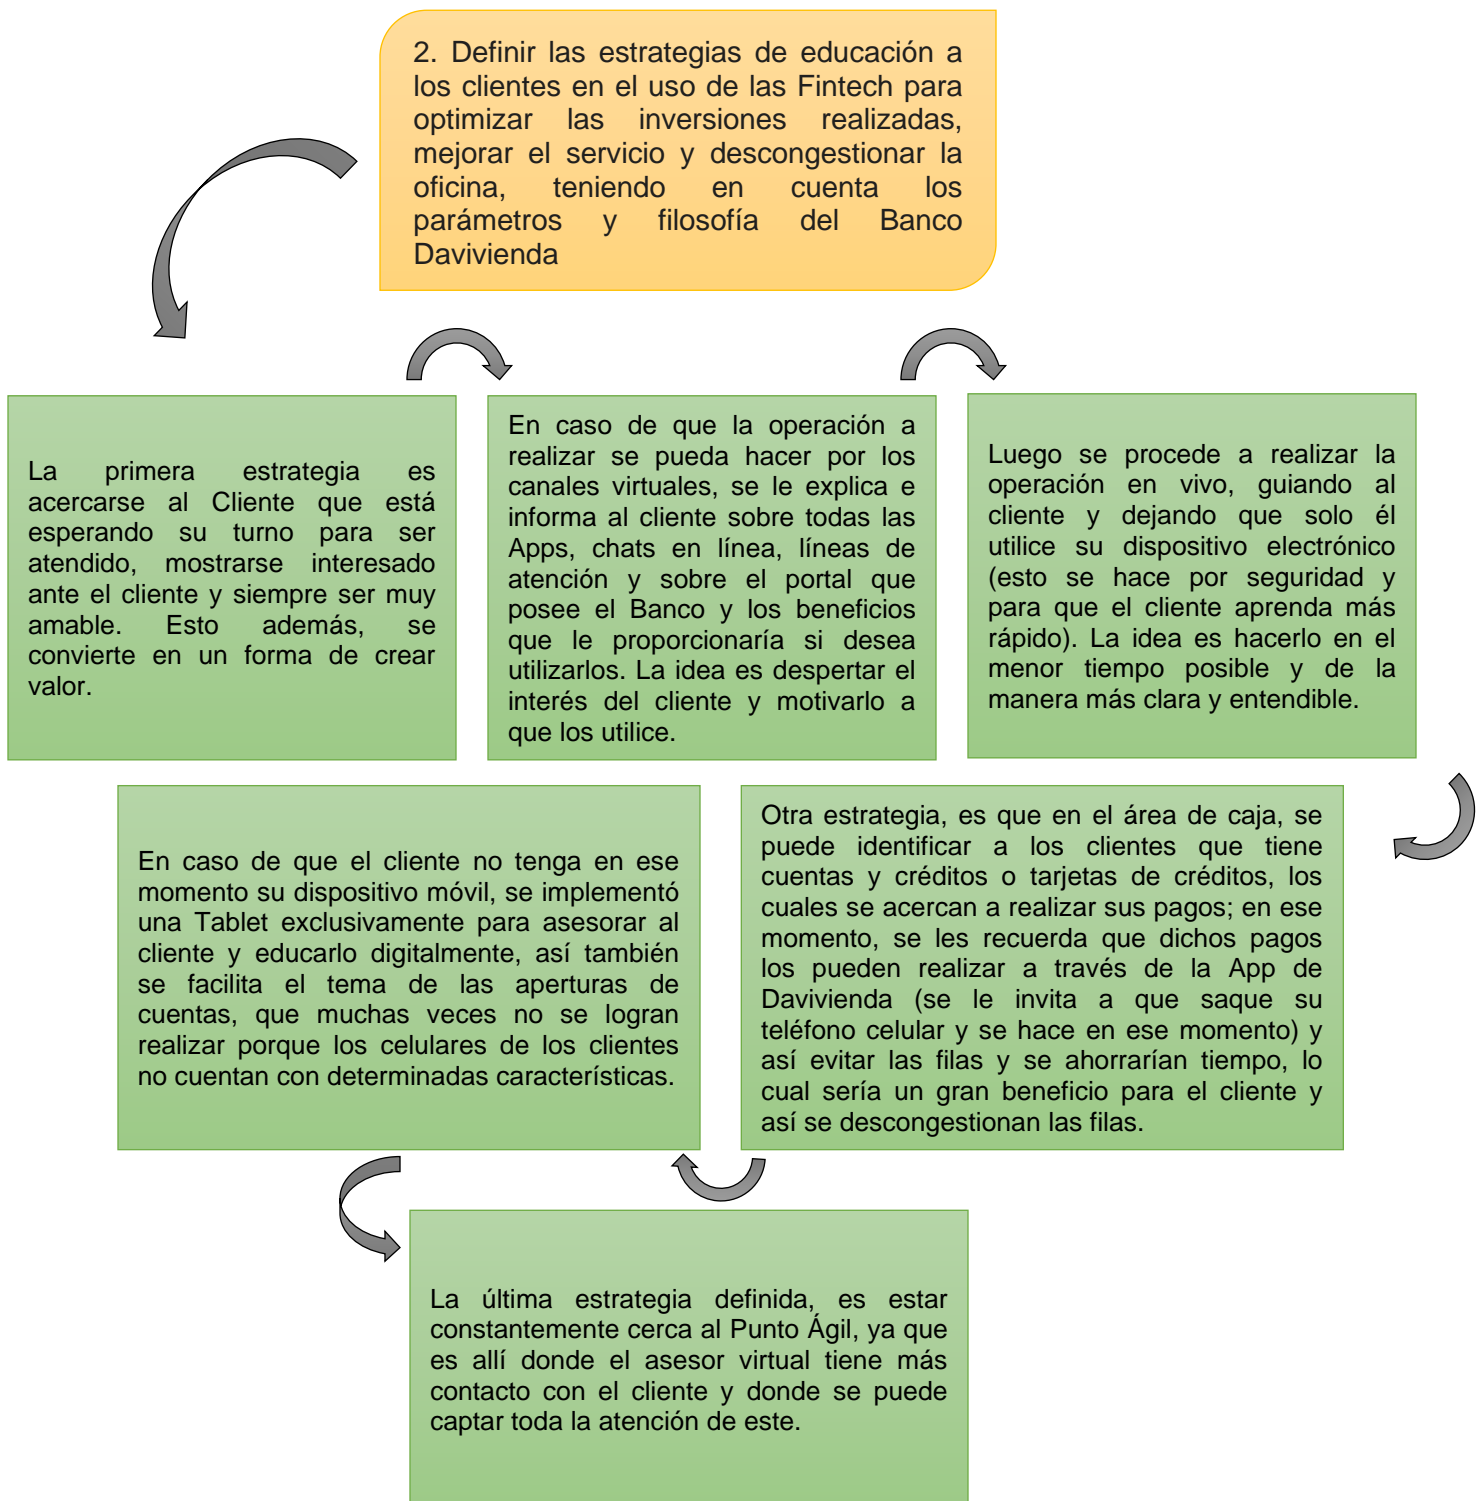 2. Definir las estrategias de educación a
los clientes en el uso de las Fintech para
optimizar las inversiones realizadas,
mejorar el servicio y descongestionar la
oficina, teniendo en cuenta los
parámetros y filosofía del Banco
Davivienda
La primera estrategia es
acercarse al Cliente que está
esperando su turno para ser
atendido, mostrarse interesado
ante el cliente y siempre ser muy
amable. Esto además, se
convierte en un forma de crear
valor.
En caso de que la operación a
realizar se pueda hacer por los
canales virtuales, se le explica e
informa al cliente sobre todas las
Apps, chats en línea, líneas de
atención y sobre el portal que
posee el Banco y los beneficios
que le proporcionaría si desea
utilizarlos. La idea es despertar el
interés del cliente y motivarlo a
que los utilice.
Luego se procede a realizar la
operación en vivo, guiando al
cliente y dejando que solo él
utilice su dispositivo electrónico
(esto se hace por seguridad y
para que el cliente aprenda más
rápido). La idea es hacerlo en el
menor tiempo posible y de la
manera más clara y entendible.
Otra estrategia, es que en el área de caja, se
puede identificar a los clientes que tiene
cuentas y créditos o tarjetas de créditos, los
cuales se acercan a realizar sus pagos; en ese
momento, se les recuerda que dichos pagos
los pueden realizar a través de la App de
Davivienda (se le invita a que saque su
teléfono celular y se hace en ese momento) y
así evitar las filas y se ahorrarían tiempo, lo
cual sería un gran beneficio para el cliente y
así se descongestionan las filas.
En caso de que el cliente no tenga en ese
momento su dispositivo móvil, se implementó
una Tablet exclusivamente para asesorar al
cliente y educarlo digitalmente, así también
se facilita el tema de las aperturas de
cuentas, que muchas veces no se logran
realizar porque los celulares de los clientes
no cuentan con determinadas características.
La última estrategia definida, es estar
constantemente cerca al Punto Ágil, ya que
es allí donde el asesor virtual tiene más
contacto con el cliente y donde se puede
captar toda la atención de este.